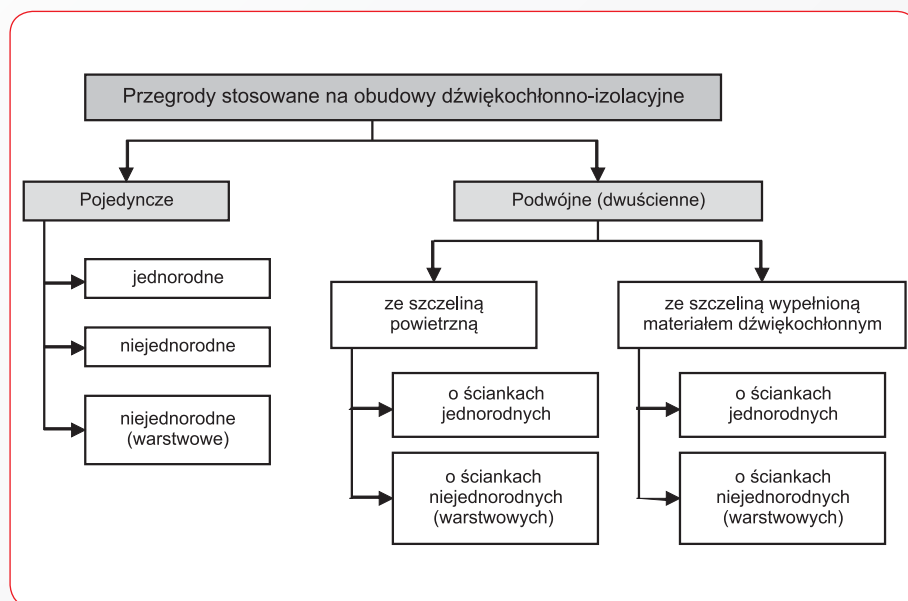 Przegrody stosowane na obudowy dźwiękochłonno-izolacyjne
Pojedyncze
jednorodne
niejednorodne
niejednorodne
(warstwowe)
Podwójne (dwuścienne)
ze szczeliną
powietrzną
o ściankach
jednorodnych
o ściankach
niejednorodnych
(warstwowych)
ze szczeliną wypełnioną
materiałem dźwiękochłonnym
o ściankach
jednorodnych
o ściankach
niejednorodnych
(warstwowych)